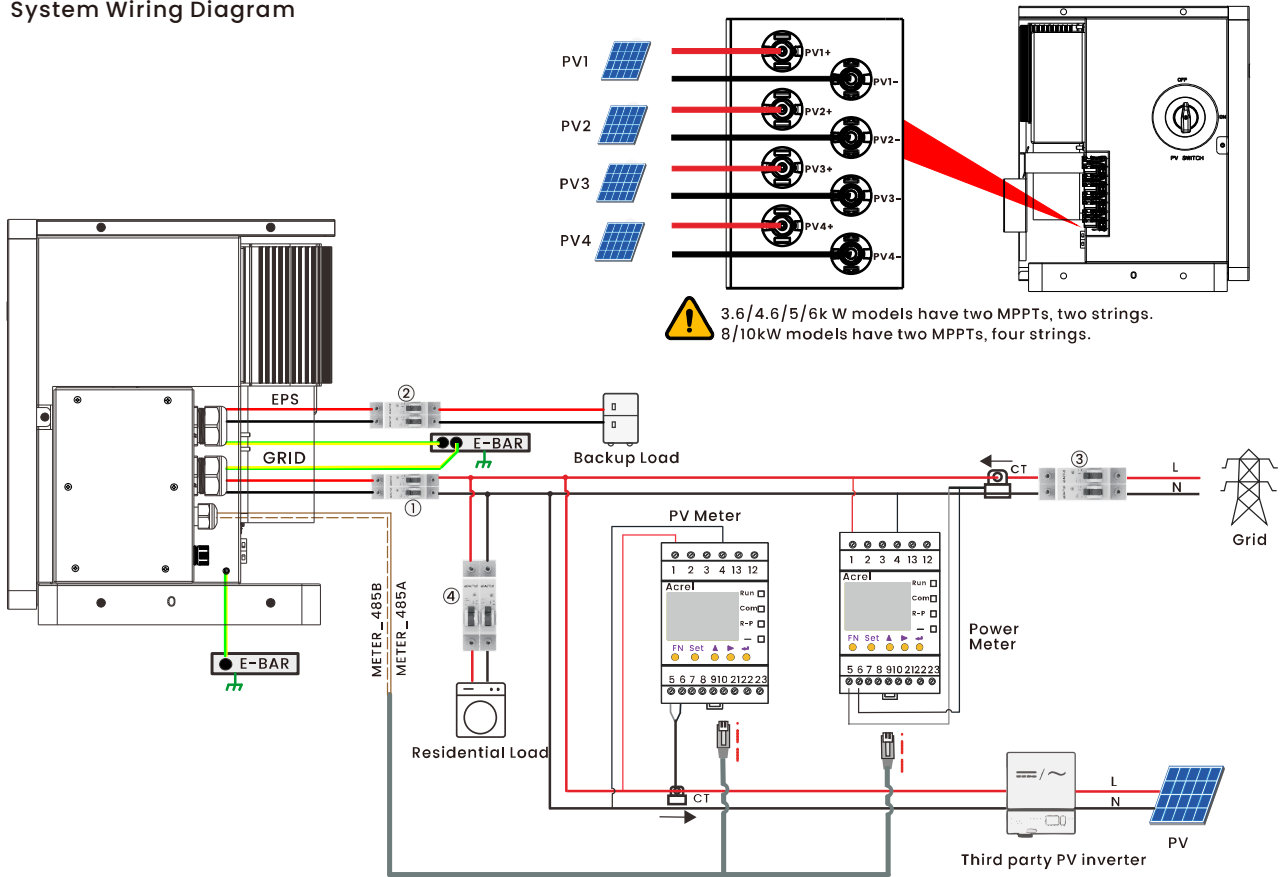 System Wiring Diagram
PV1
PV2
PV3
PV4
PV1+
PV1-
PV2+
PV2-
PV3+
PV3-
PV4+
PV4-
OFF
ON
PV SWITCH
3.6/4.6/5/6k W models have two MPPTs, two strings.
8/10kW models have two MPPTs, four strings.
EPS
②
E-BAR
Backup Load
GRID
①
CT
③
L
N
Grid
PV Meter
1 2 3 4 13 12
Acrel
Run
Com
R-P
FN Set
5 6 7 8 9 10 21 22 23
1 2 3 4 13 12
Acrel
Run
Com
R-P
FN Set
5 6 7 8 9 10 21 22 23
Power
Meter
④
METER_485B
METER_485A
E-BAR
Residential Load
CT
L
N
PV
Third party PV inverter